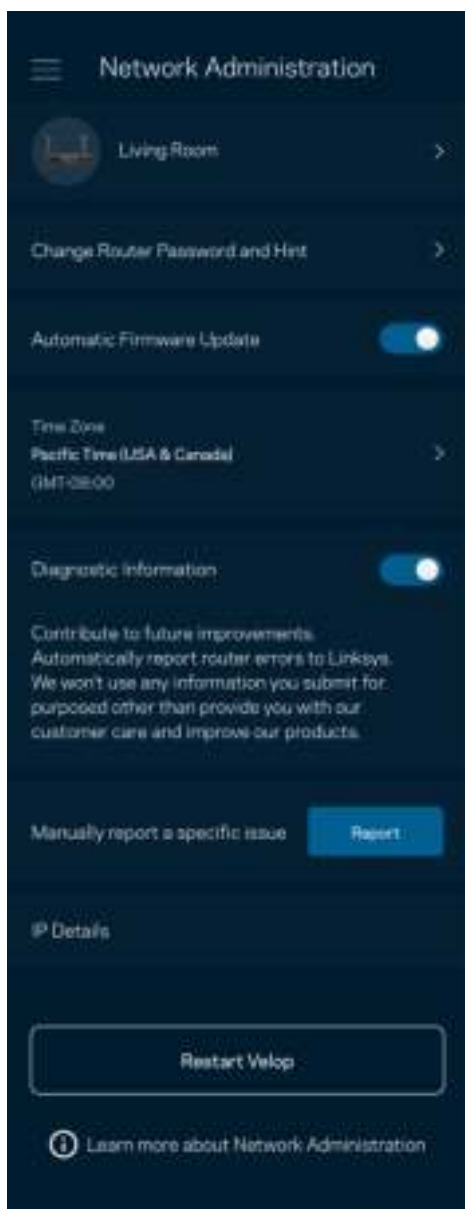 Network Administration
Living Room
Change Router Password and Hint
Automatic Firmware Update
Time Zone
Pacific Time (USA & Canada)
GMT-08:00
Diagnostic Information
Contribute to future improvements.
Automatically report router errors to Linksys.
We won't use any information you submit for
purposed other than provide you with our
customer care and improve our products.
Manually report a specific issue
Report
IP Details
Restart Velop
Learn more about Network Administration